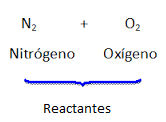 N₂ + O₂
Nitrógeno Oxígeno
Reactantes